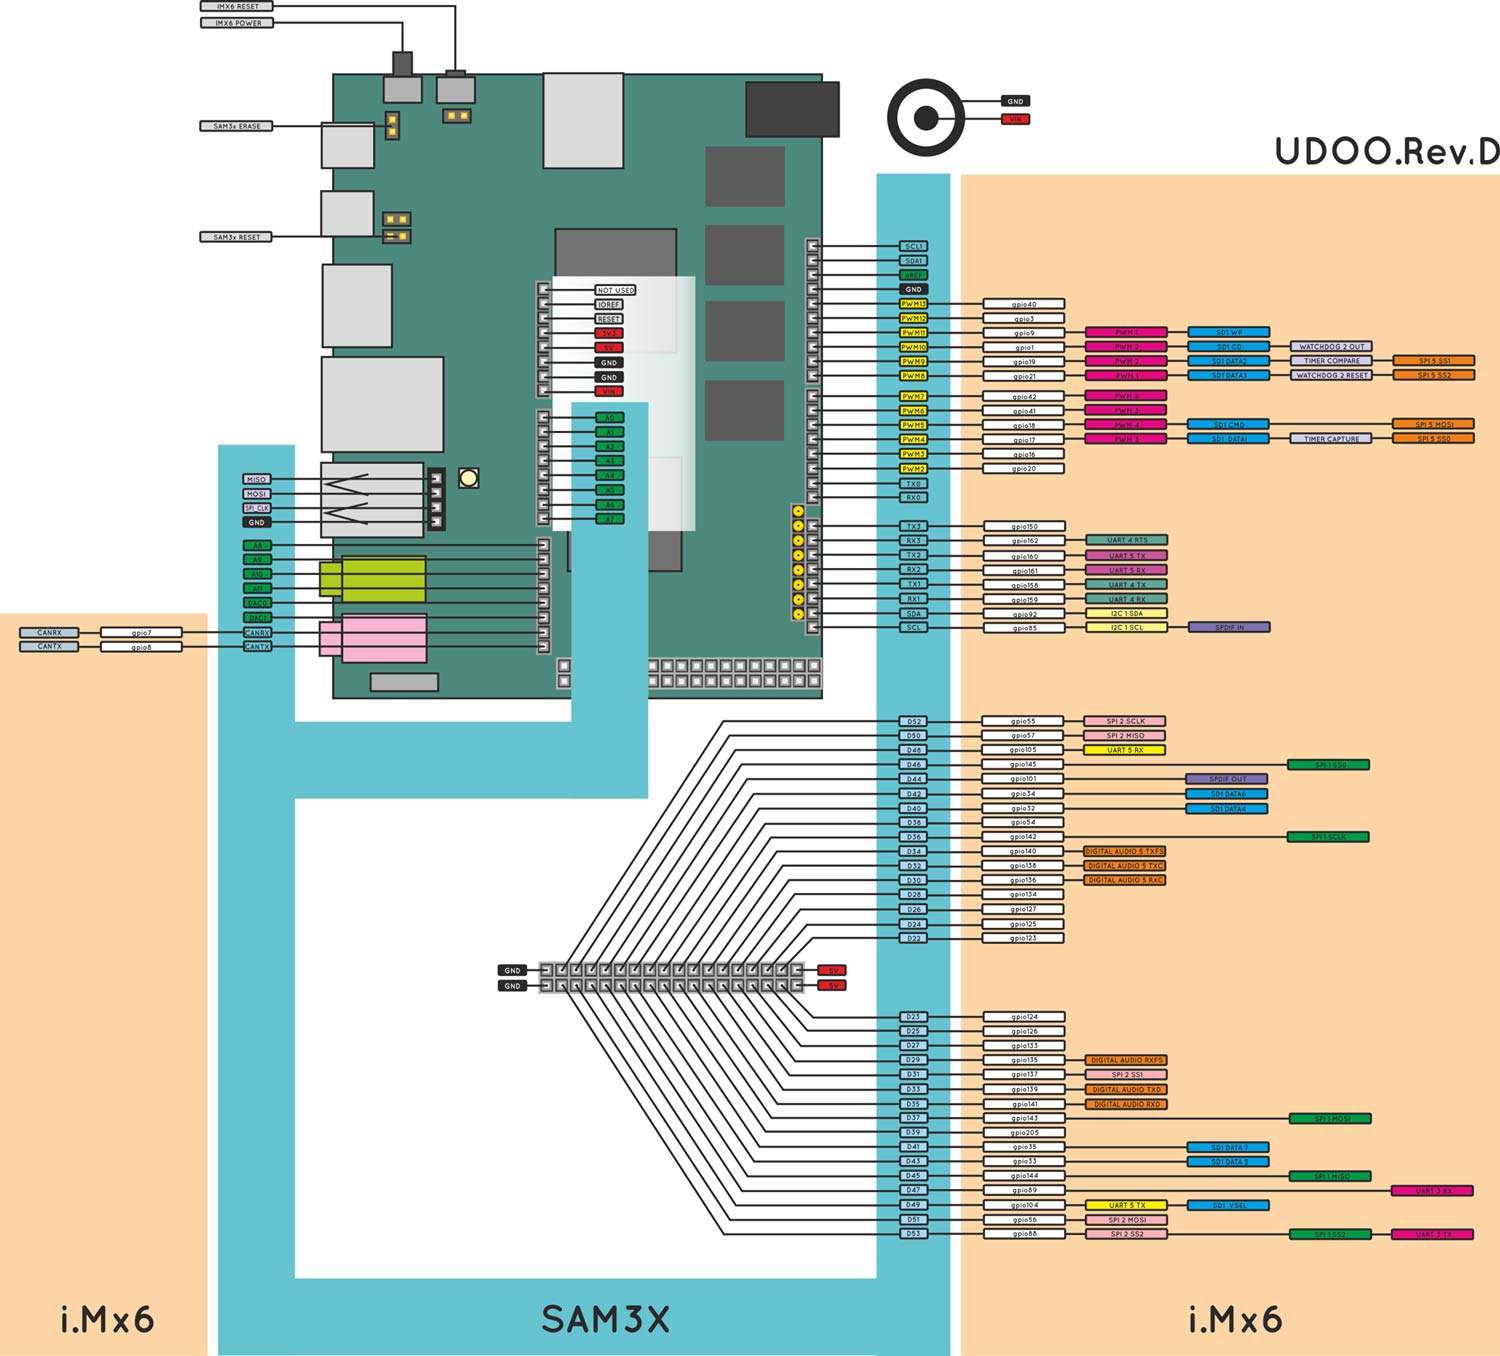 IMX6 RESET
IMX6 POWER
SAM3x ERASE
SAM3x RESET
GND
VIN
UDOO.Rev.D
NOT USED
IOREF
RESET
3V3
5V
GND
GND
VIN
A0
A1
A2
A3
A4
A5
A6
A7
MISO
MOSI
SPI_CLK
GND
A8
A9
A10
A11
DAC0
DAC1
CANRX gpio7 CANRX
CANTX gpio8 CANTX
SCL1
SDA1
AREF
GND
PWM13 gpio40
PWM12 gpio3
PWM11 gpio9 PWM 1 SD1 WP
PWM10 gpio1 PWM 2 SD1 CD WATCHDOG 2 OUT
PWM9 gpio19 PWM 2 SD1 DATA2 TIMER COMPARE SPI 5 SS1
PWM8 gpio21 PWM 1 SD1 DATA3 WATCHDOG 2 RESET SPI 5 SS2
PWM7 gpio42 PWM 4
PWM6 gpio41 PWM 3
PWM5 gpio18 PWM 4 SD1 CMD SPI 5 MOSI
PWM4 gpio17 PWM 3 SD1 DATA1 TIMER CAPTURE SPI 5 SS0
PWM3 gpio16
PWM2 gpio20
TX0
RX0
TX3 gpio150
RX3 gpio162 UART 4 RTS
TX2 gpio160 UART 5 TX
RX2 gpio161 UART 5 RX
TX1 gpio158 UART 4 TX
RX1 gpio159 UART 4 RX
SDA gpio92 I2C 1 SDA
SCL gpio85 I2C 1 SCL SPDIF IN
D52 gpio55 SPI 2 SCLK
D50 gpio57 SPI 2 MISO
D48 gpio105 UART 5 RX
D46 gpio145 SPI 1 SS0
D44 gpio101 SPDIF OUT
D42 gpio34 SD1 DATA6
D40 gpio32 SD1 DATA4
D38 gpio54
D36 gpio142 SPI 1 SCLK
D34 gpio140 DIGITAL AUDIO 5 TXFS
D32 gpio138 DIGITAL AUDIO 5 TXC
D30 gpio136 DIGITAL AUDIO 5 RXC
D28 gpio134
D26 gpio127
D24 gpio125
D22 gpio123
GND 5V
GND 5V
D23 gpio124
D25 gpio126
D27 gpio133
D29 gpio135 DIGITAL AUDIO RXFS
D31 gpio137 SPI 2 SS1
D33 gpio139 DIGITAL AUDIO TXD
D35 gpio141 DIGITAL AUDIO RXD
D37 gpio143 SPI 1 MOSI
D39 gpio205
D41 gpio35 SD1 DATA 7
D43 gpio33 SD1 DATA 5
D45 gpio144 SPI 1 MISO
D47 gpio89 UART 3 RX
D49 gpio104 UART 5 TX SD1 VSEL
D51 gpio56 SPI 2 MOSI
D53 gpio88 SPI 2 SS2 SPI 1 SS2 UART 3 TX
i.Mx6 SAM3X i.Mx6